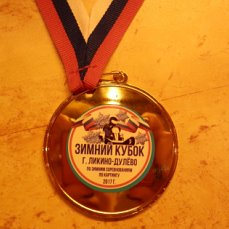 ЗИМНИЙ КУБОК
Г. ЛИКИНО-ДУЛЁВО
ПО ЗИМНИМ СОРЕВНОВАНИЯМ
ПО КАРТИНГУ
2017 Г.